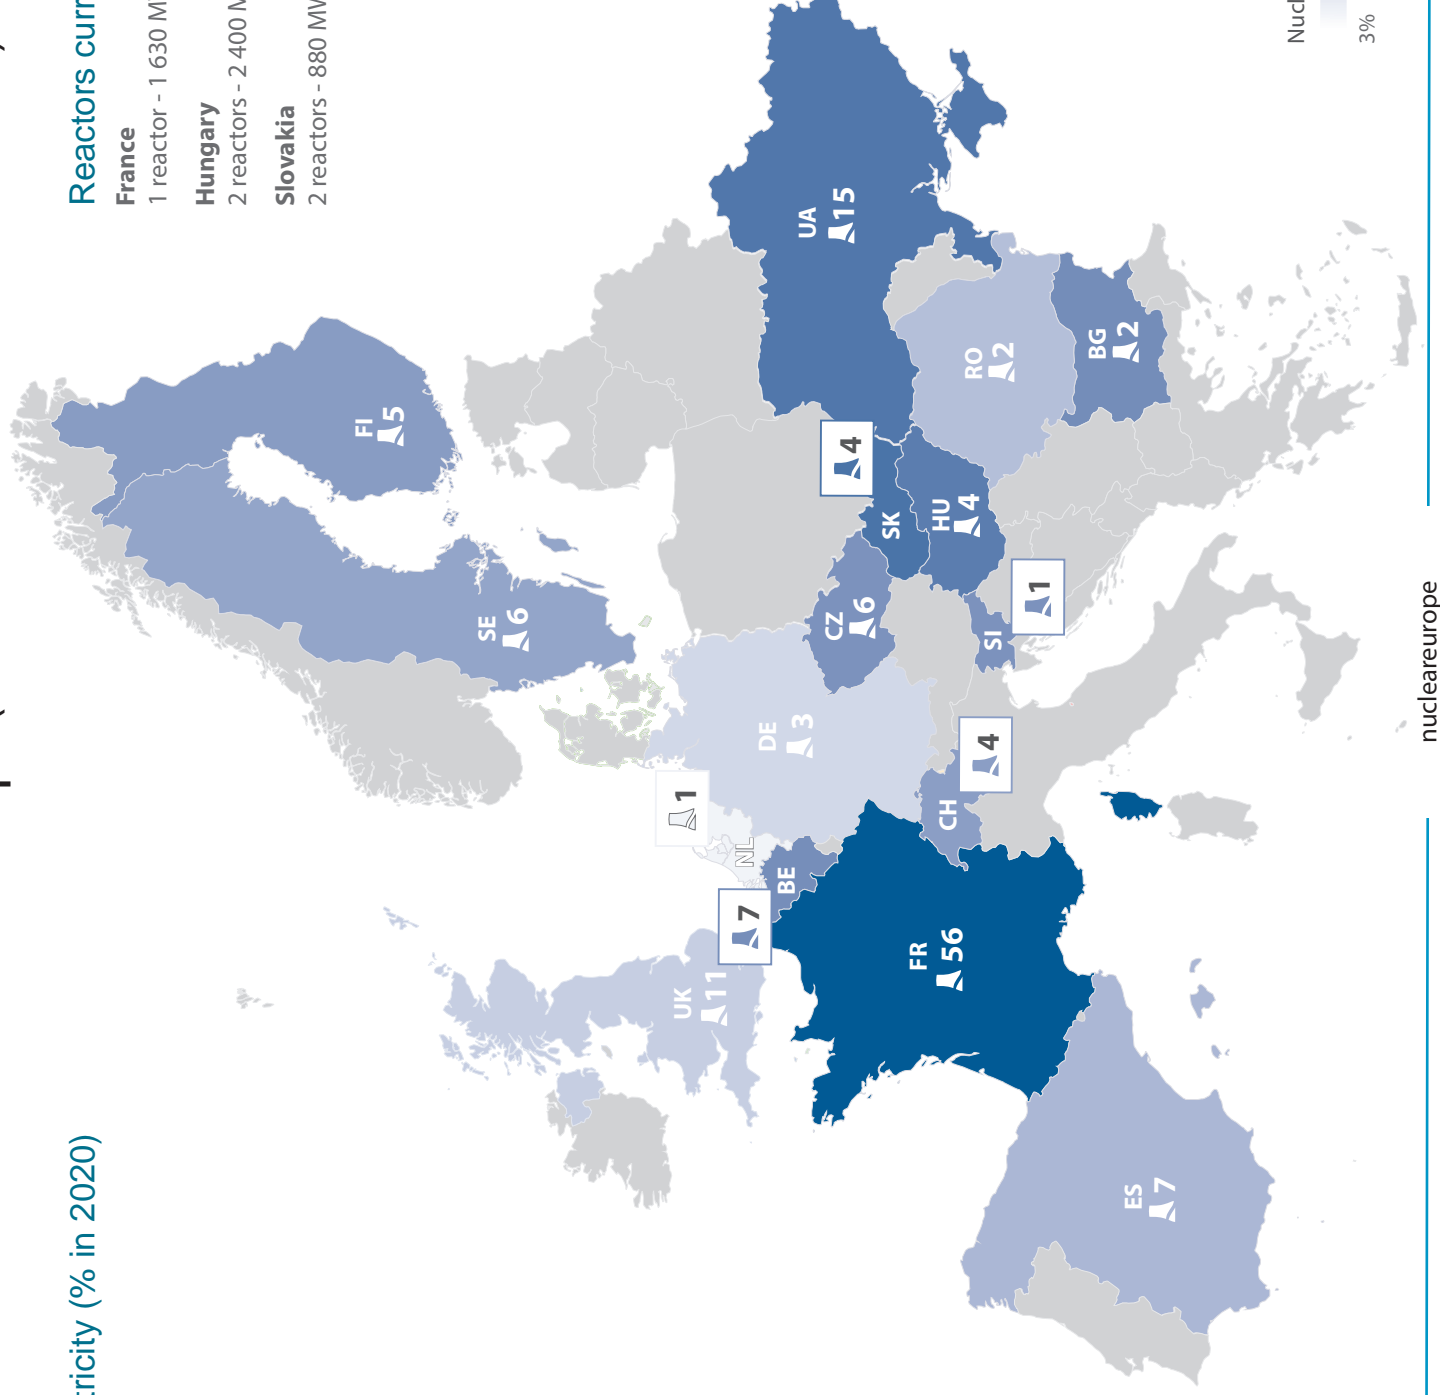 tricity (% in 2020)
Reactors curr
France
1 reactor - 1 630 M
Hungary
2 reactors - 2 400 M
Slovakia
2 reactors - 880 MW
FI
5
SE
6
UK
11
1
NL
7
BE
DE
3
CZ
6
4
SK
UA
15
FR
56
CH
4
HU
4
SI
1
RO
2
BG
2
ES
7
Nucl
3%
nucleareurope